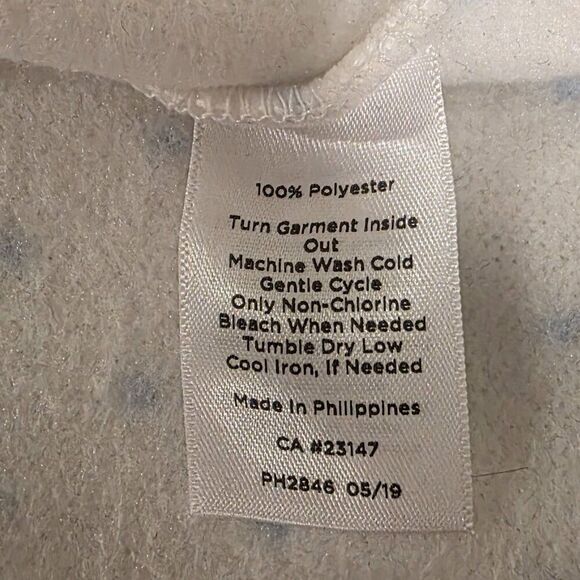 100% Polyester
Turn Garment Inside
Out
Machine Wash Cold
Gentle Cycle
Only Non-Chlorine
Bleach When Needed
Tumble Dry Low
Cool Iron, If Needed
Made In Philippines
CA #23147
PH2846 05/19